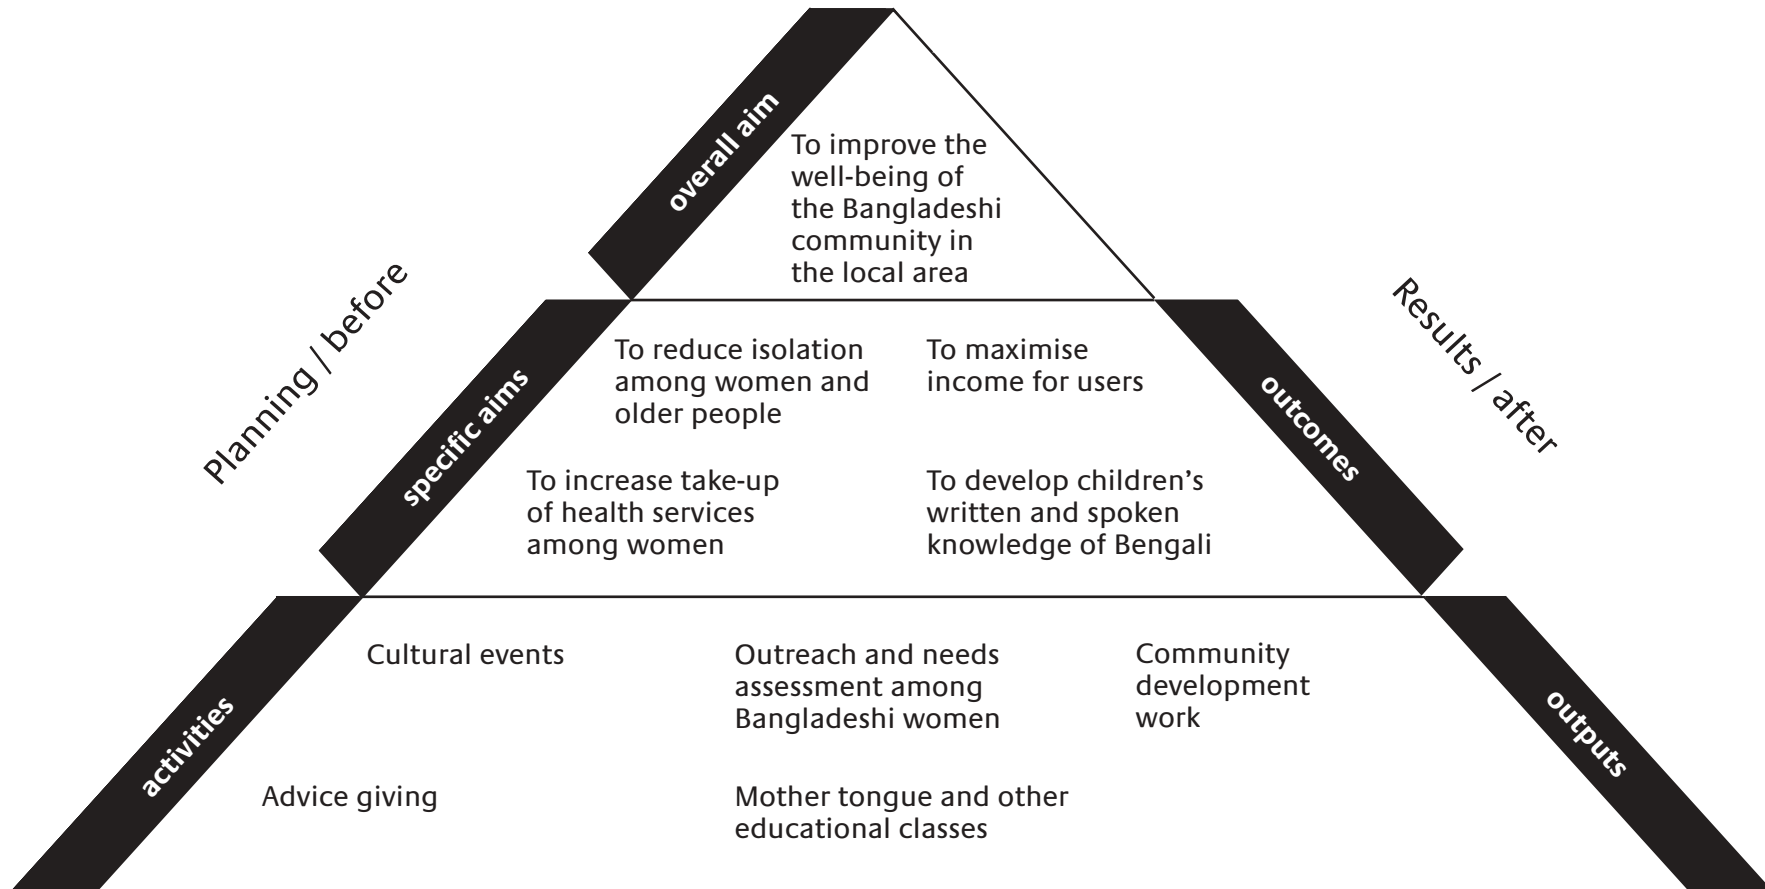 overall aim
To improve the
well-being of
the Bangladeshi
community in
the local area
Planning / before
Results / after
specific aims
To reduce isolation
among women and
older people
To maximise
income for users
To increase take-up
of health services
among women
To develop children’s
written and spoken
knowledge of Bengali
outcomes
activities
Cultural events
Outreach and needs
assessment among
Bangladeshi women
Community
development
work
Advice giving
Mother tongue and other
educational classes
outputs